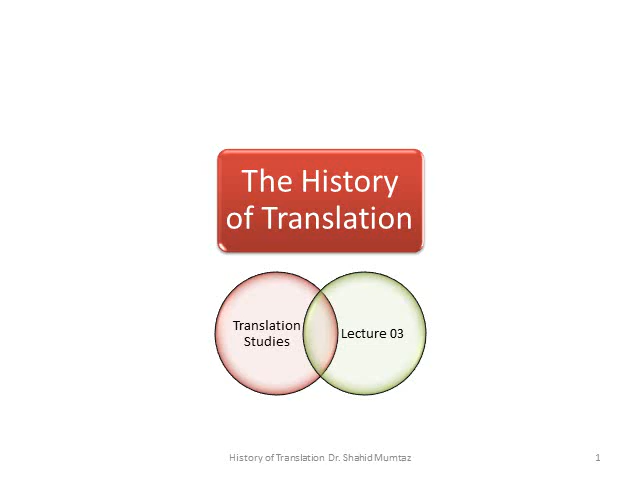 The History
of Translation
Translation
Studies
Lecture 03
History of Translation Dr. Shahid Mumtaz
1